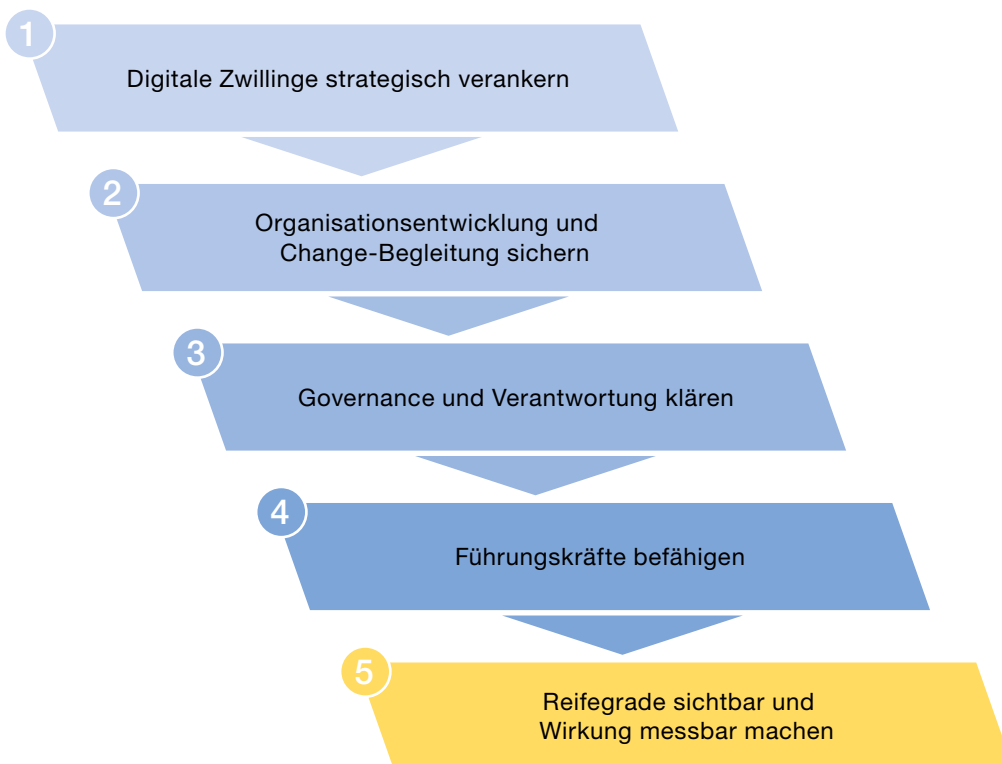 1
Digitale Zwillinge strategisch verankern
2
Organisationsentwicklung und
Change-Begleitung sichern
3
Governance und Verantwortung klären
4
Führungskräfte befähigen
5
Reifegrade sichtbar und
Wirkung messbar machen